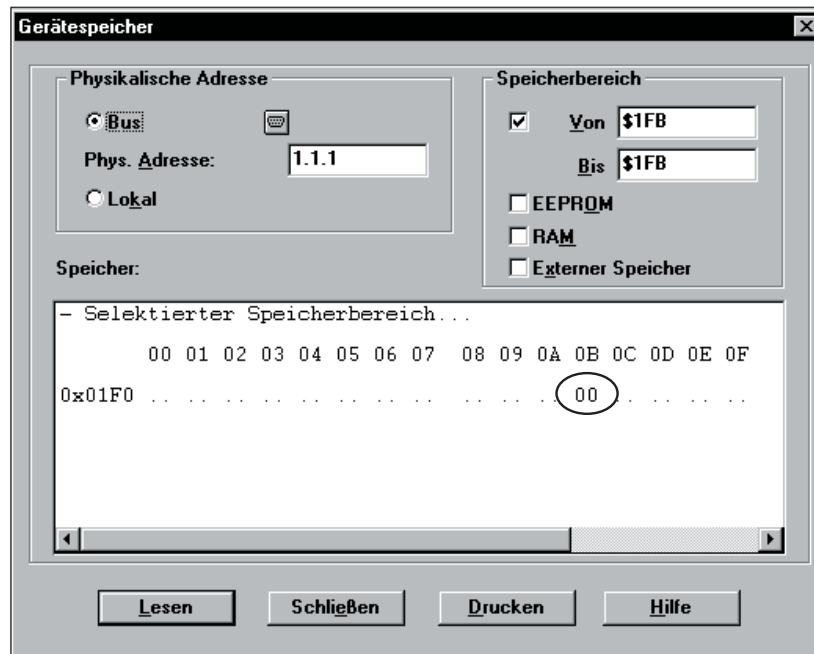 Gerätespeicher
Physikalische Adresse
Bus
Phys. Adresse: 1.1.1
Lokal
Speicherbereich
Von $1FB
Bis $1FB
EEPROM
RAM
Externer Speicher
Speicher:
- Selektierter Speicherbereich...
00 01 02 03 04 05 06 07 08 09 0A 0B 0C 0D 0E 0F
0x01F0 .. .. .. .. .. .. .. .. .. .. .. 00 .. .. .. ..
Lesen Schließen Drucken Hilfe